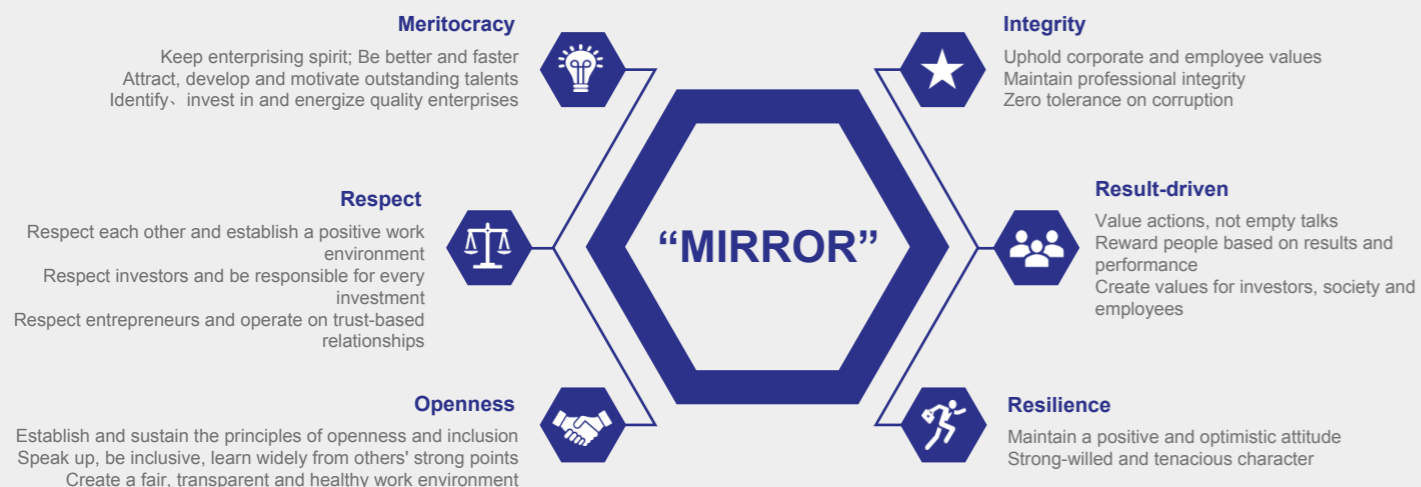 Meritocracy
Keep enterprising spirit; Be better and faster
Attract, develop and motivate outstanding talents
Identify、invest in and energize quality enterprises
Integrity
Uphold corporate and employee values
Maintain professional integrity
Zero tolerance on corruption
Respect
Respect each other and establish a positive work
environment
Respect investors and be responsible for every
investment
Respect entrepreneurs and operate on trust-based
relationships
“MIRROR”
Result-driven
Value actions, not empty talks
Reward people based on results and
performance
Create values for investors, society and
employees
Openness
Establish and sustain the principles of openness and inclusion
Speak up, be inclusive, learn widely from others' strong points
Create a fair, transparent and healthy work environment
Resilience
Maintain a positive and optimistic attitude
Strong-willed and tenacious character